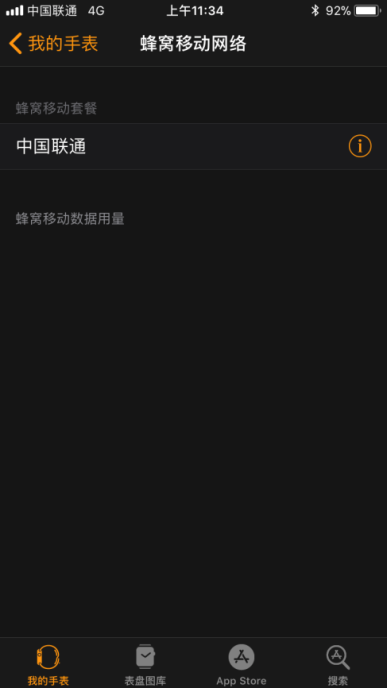 中国联通 4G 上午11:34 92%
我的手表 蜂窝移动网络
蜂窝移动套餐
中国联通
蜂窝移动数据用量
我的手表 表盘图库 App Store 搜索